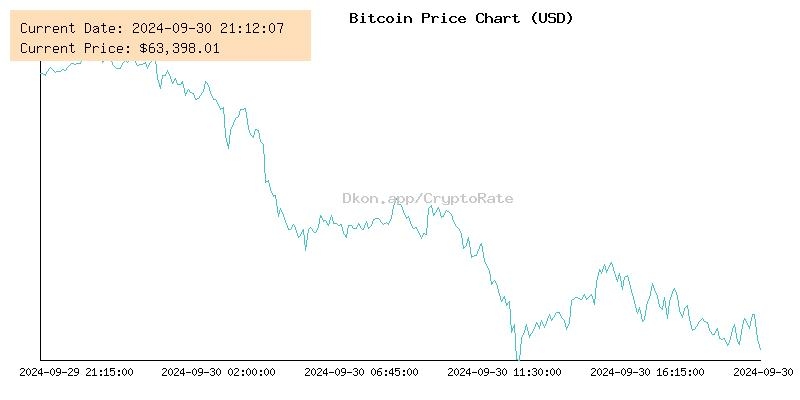 Bitcoin Price Chart (USD)
Current Date: 2024-09-30 21:12:07
Current Price: $63,398.01
Dkon.app/CryptoRate
2024-09-29 21:15:00 2024-09-30 02:00:00 2024-09-30 06:45:00 2024-09-30 11:30:00 2024-09-30 16:15:00 2024-09-30